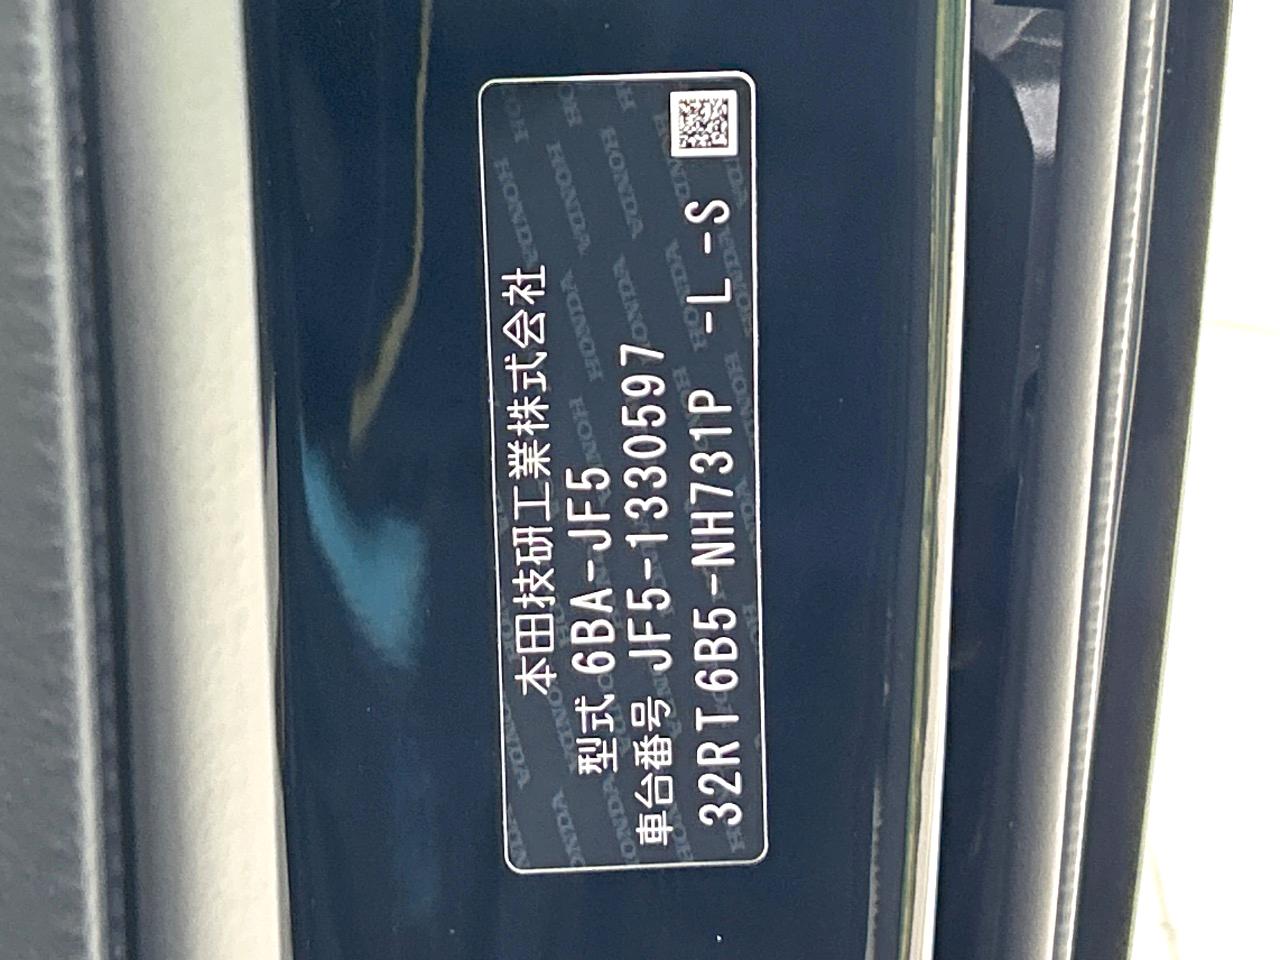 本田技研工業株式会社
型式 6BA-JF5
車台番号 JF5-1330597
32RT6B5-NH731P -L-S